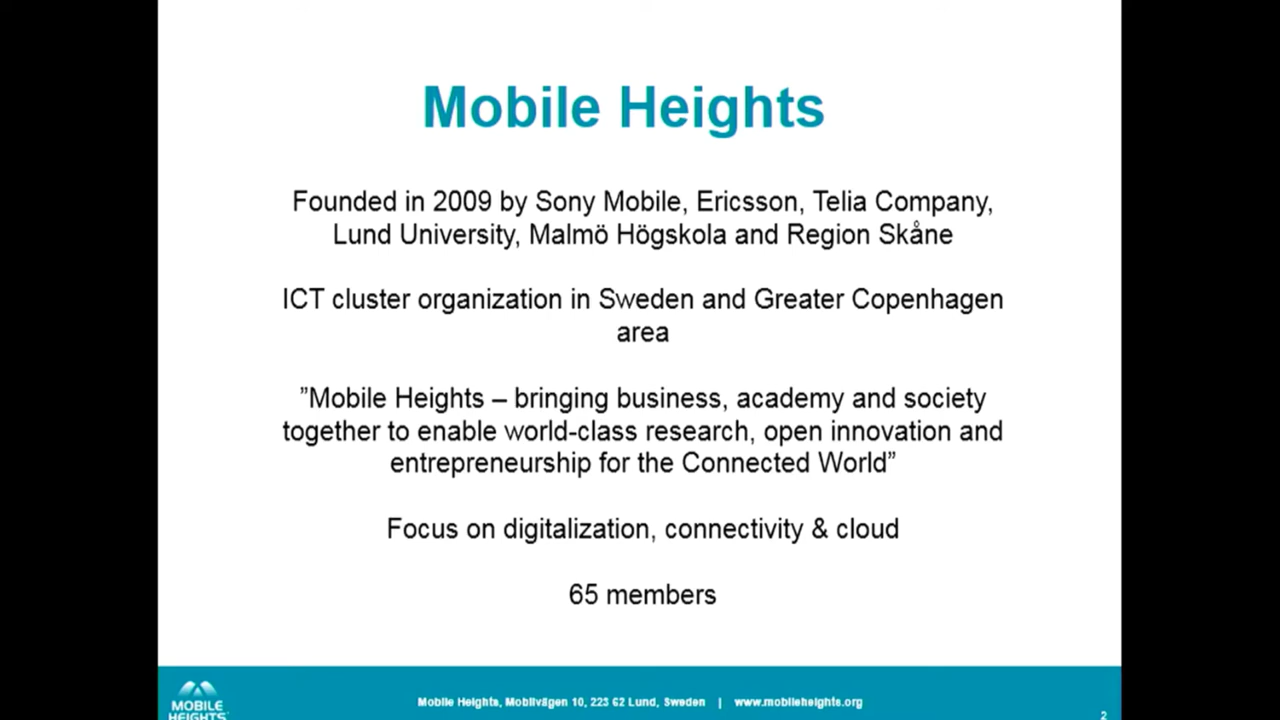 Mobile Heights
Founded in 2009 by Sony Mobile, Ericsson, Telia Company,
Lund University, Malmö Högskola and Region Skåne
ICT cluster organization in Sweden and Greater Copenhagen
area
”Mobile Heights – bringing business, academy and society
together to enable world-class research, open innovation and
entrepreneurship for the Connected World”
Focus on digitalization, connectivity & cloud
65 members
MOBILE
HEIGHTS
Mobile Heights, Mobilvägen 10, 223 62 Lund, Sweden | www.mobileheights.org
2